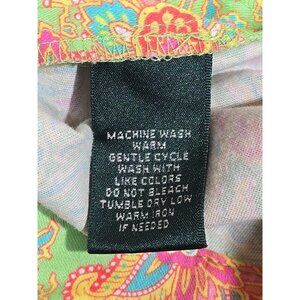 MACHINE WASH
WARM
GENTLE CYCLE
WASH WITH
LIKE COLORS
DO NOT BLEACH
TUMBLE DRY LOW
WARM IRON
IF NEEDED